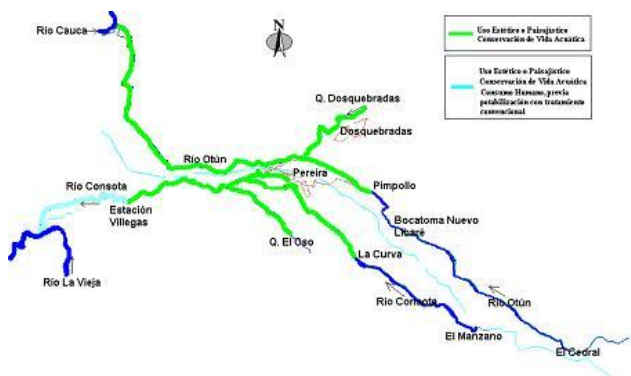 N
Uso Estético o Paisajístico
Conservación de Vida Acuática
Uso Estético o Paisajístico
Conservación de Vida Acuática
Consumo Humano, previa
potabilización con tratamiento
convencional
Río Cauca
Q. Dosquebradas
Dosquebradas
Río Otún
Pereira
Pimpollo
Río Consota
Estación
Villegas
Bocatoma Nuevo
Libaré
Q. El Oso
La Curva
Río La Vieja
Río Consota
Río Otún
El Manzano
El Cedral